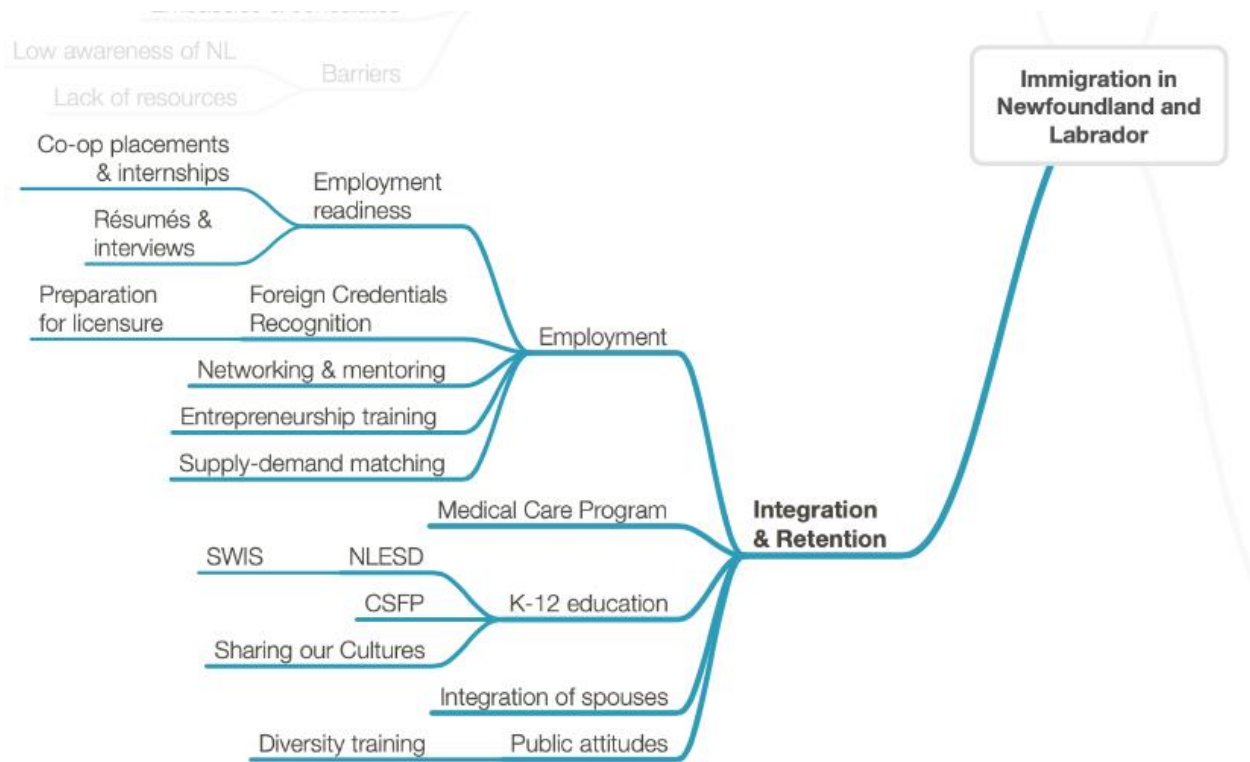 Low awareness of NL
Lack of resources
Barriers
Immigration in
Newfoundland and
Labrador
Co-op placements
& internships
Employment
readiness
Résumés &
interviews
Preparation
for licensure
Foreign Credentials
Recognition
Employment
Networking & mentoring
Entrepreneurship training
Supply-demand matching
Medical Care Program
Integration
& Retention
SWIS
NLESD
CSFP
K-12 education
Sharing our Cultures
Integration of spouses
Diversity training
Public attitudes